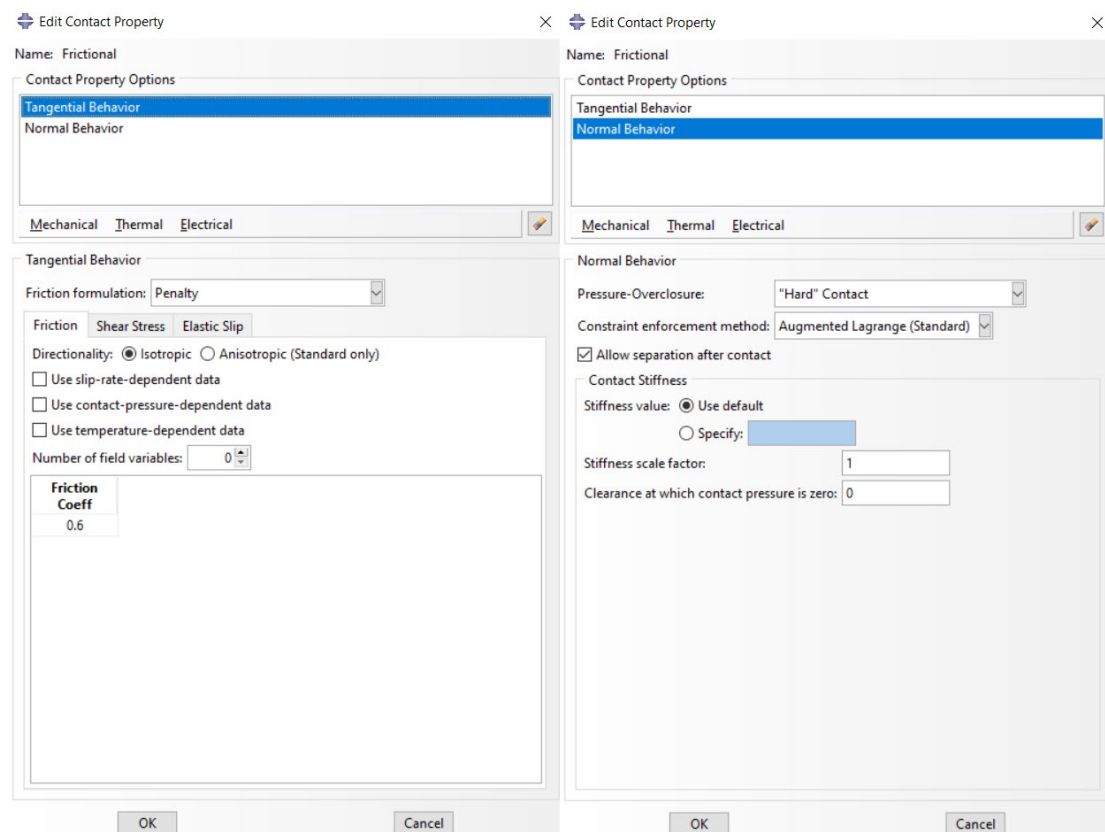 Edit Contact Property
Name: Frictional
Contact Property Options
Tangential Behavior
Normal Behavior
Mechanical Thermal Electrical
Tangential Behavior
Friction formulation: Penalty
Friction Shear Stress Elastic Slip
Directionality: Isotropic Anisotropic (Standard only)
Use slip-rate-dependent data
Use contact-pressure-dependent data
Use temperature-dependent data
Number of field variables: 0
Friction
Coeff
0.6
OK Cancel
Edit Contact Property
Name: Frictional
Contact Property Options
Tangential Behavior
Normal Behavior
Mechanical Thermal Electrical
Normal Behavior
Pressure-Overclosure: "Hard" Contact
Constraint enforcement method: Augmented Lagrange (Standard)
Allow separation after contact
Contact Stiffness
Stiffness value: Use default
Specify:
Stiffness scale factor: 1
Clearance at which contact pressure is zero: 0
OK Cancel